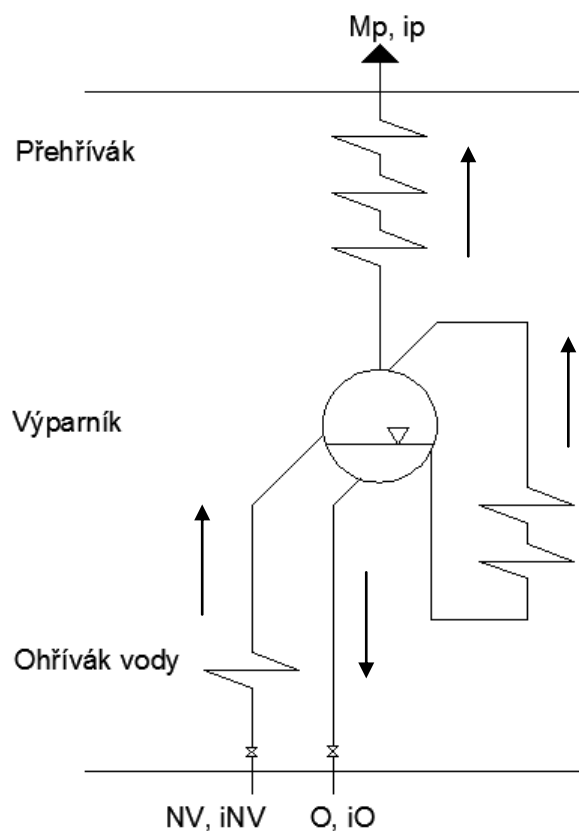 Mp, ip
Přehřívák
Výparník
Ohřívák vody
NV, iNV
O, iO